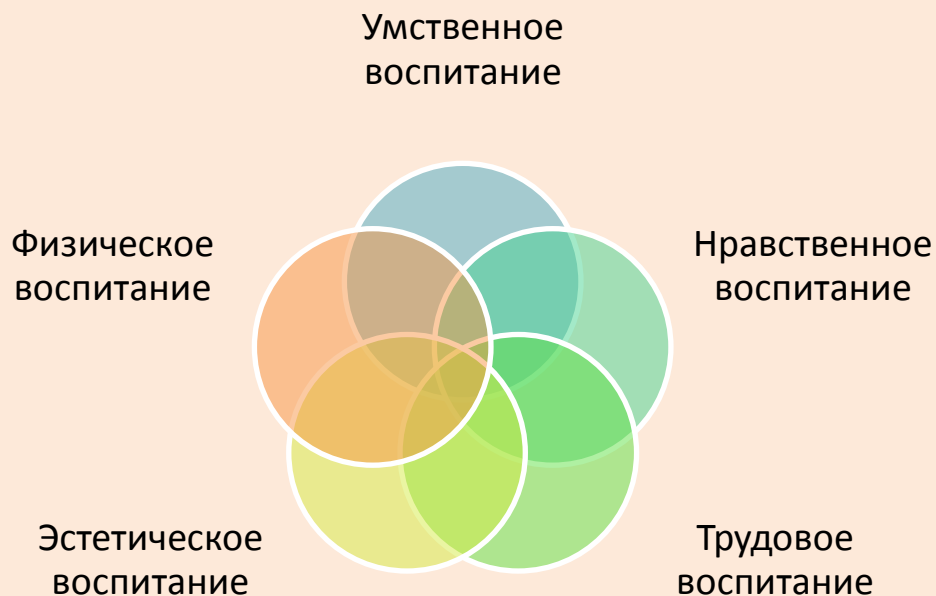 Умственное
воспитание
Физическое
воспитание
Нравственное
воспитание
Эстетическое
воспитание
Трудовое
воспитание